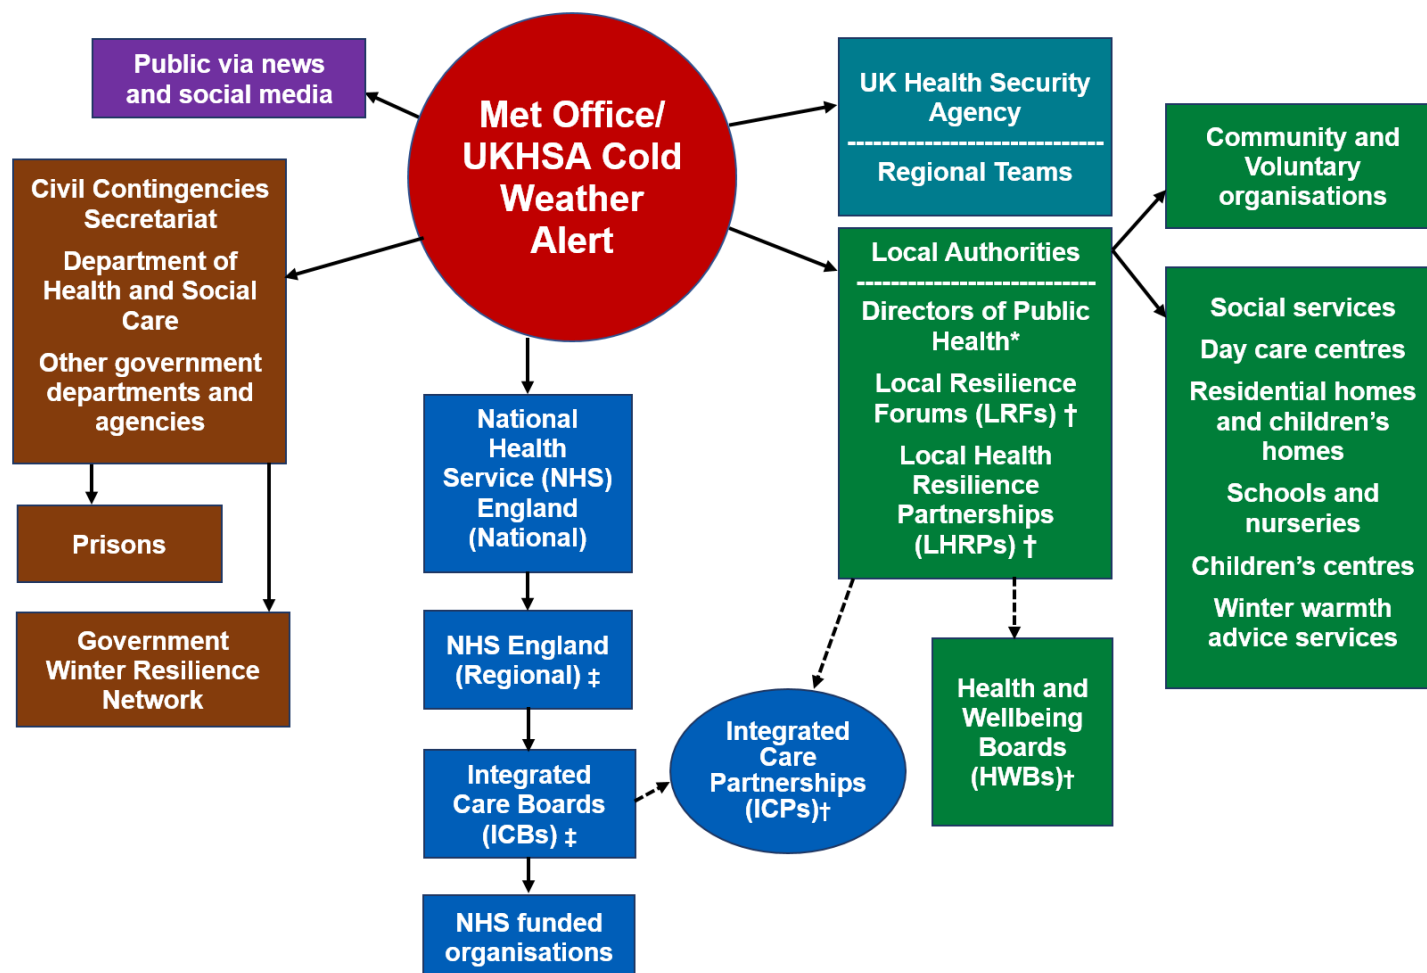 Public via news
and social media
Met Office/
UKHSA Cold
Weather
Alert
UK Health Security
Agency
-------------------------------
Regional Teams
Community and
Voluntary
organisations
Civil Contingencies
Secretariat
Department of
Health and Social
Care
Other government
departments and
agencies
Prisons
Government
Winter Resilience
Network
National
Health
Service (NHS)
England
(National)
NHS England
(Regional) ‡
Integrated
Care Boards
(ICBs) ‡
NHS funded
organisations
Local Authorities
----------------------------
Directors of Public
Health*
Local Resilience
Forums (LRFs) †
Local Health
Resilience
Partnerships
(LHRPs) †
Integrated
Care
Partnerships
(ICPs)†
Health and
Wellbeing
Boards
(HWBs)†
Social services
Day care centres
Residential homes
and children’s
homes
Schools and
nurseries
Children’s centres
Winter warmth
advice services